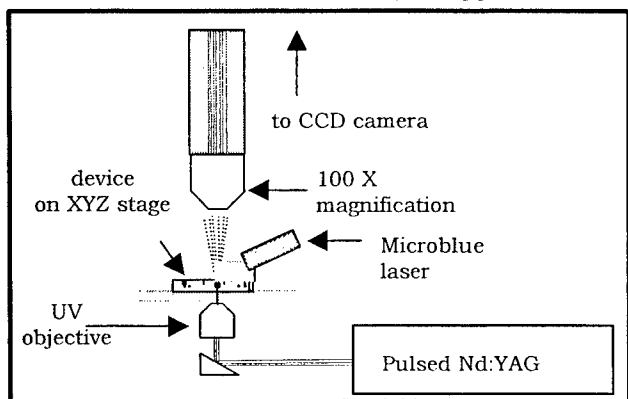 to CCD camera
device
on XYZ stage
100 X
magnification
Microblue
laser
UV
objective
Pulsed Nd:YAG